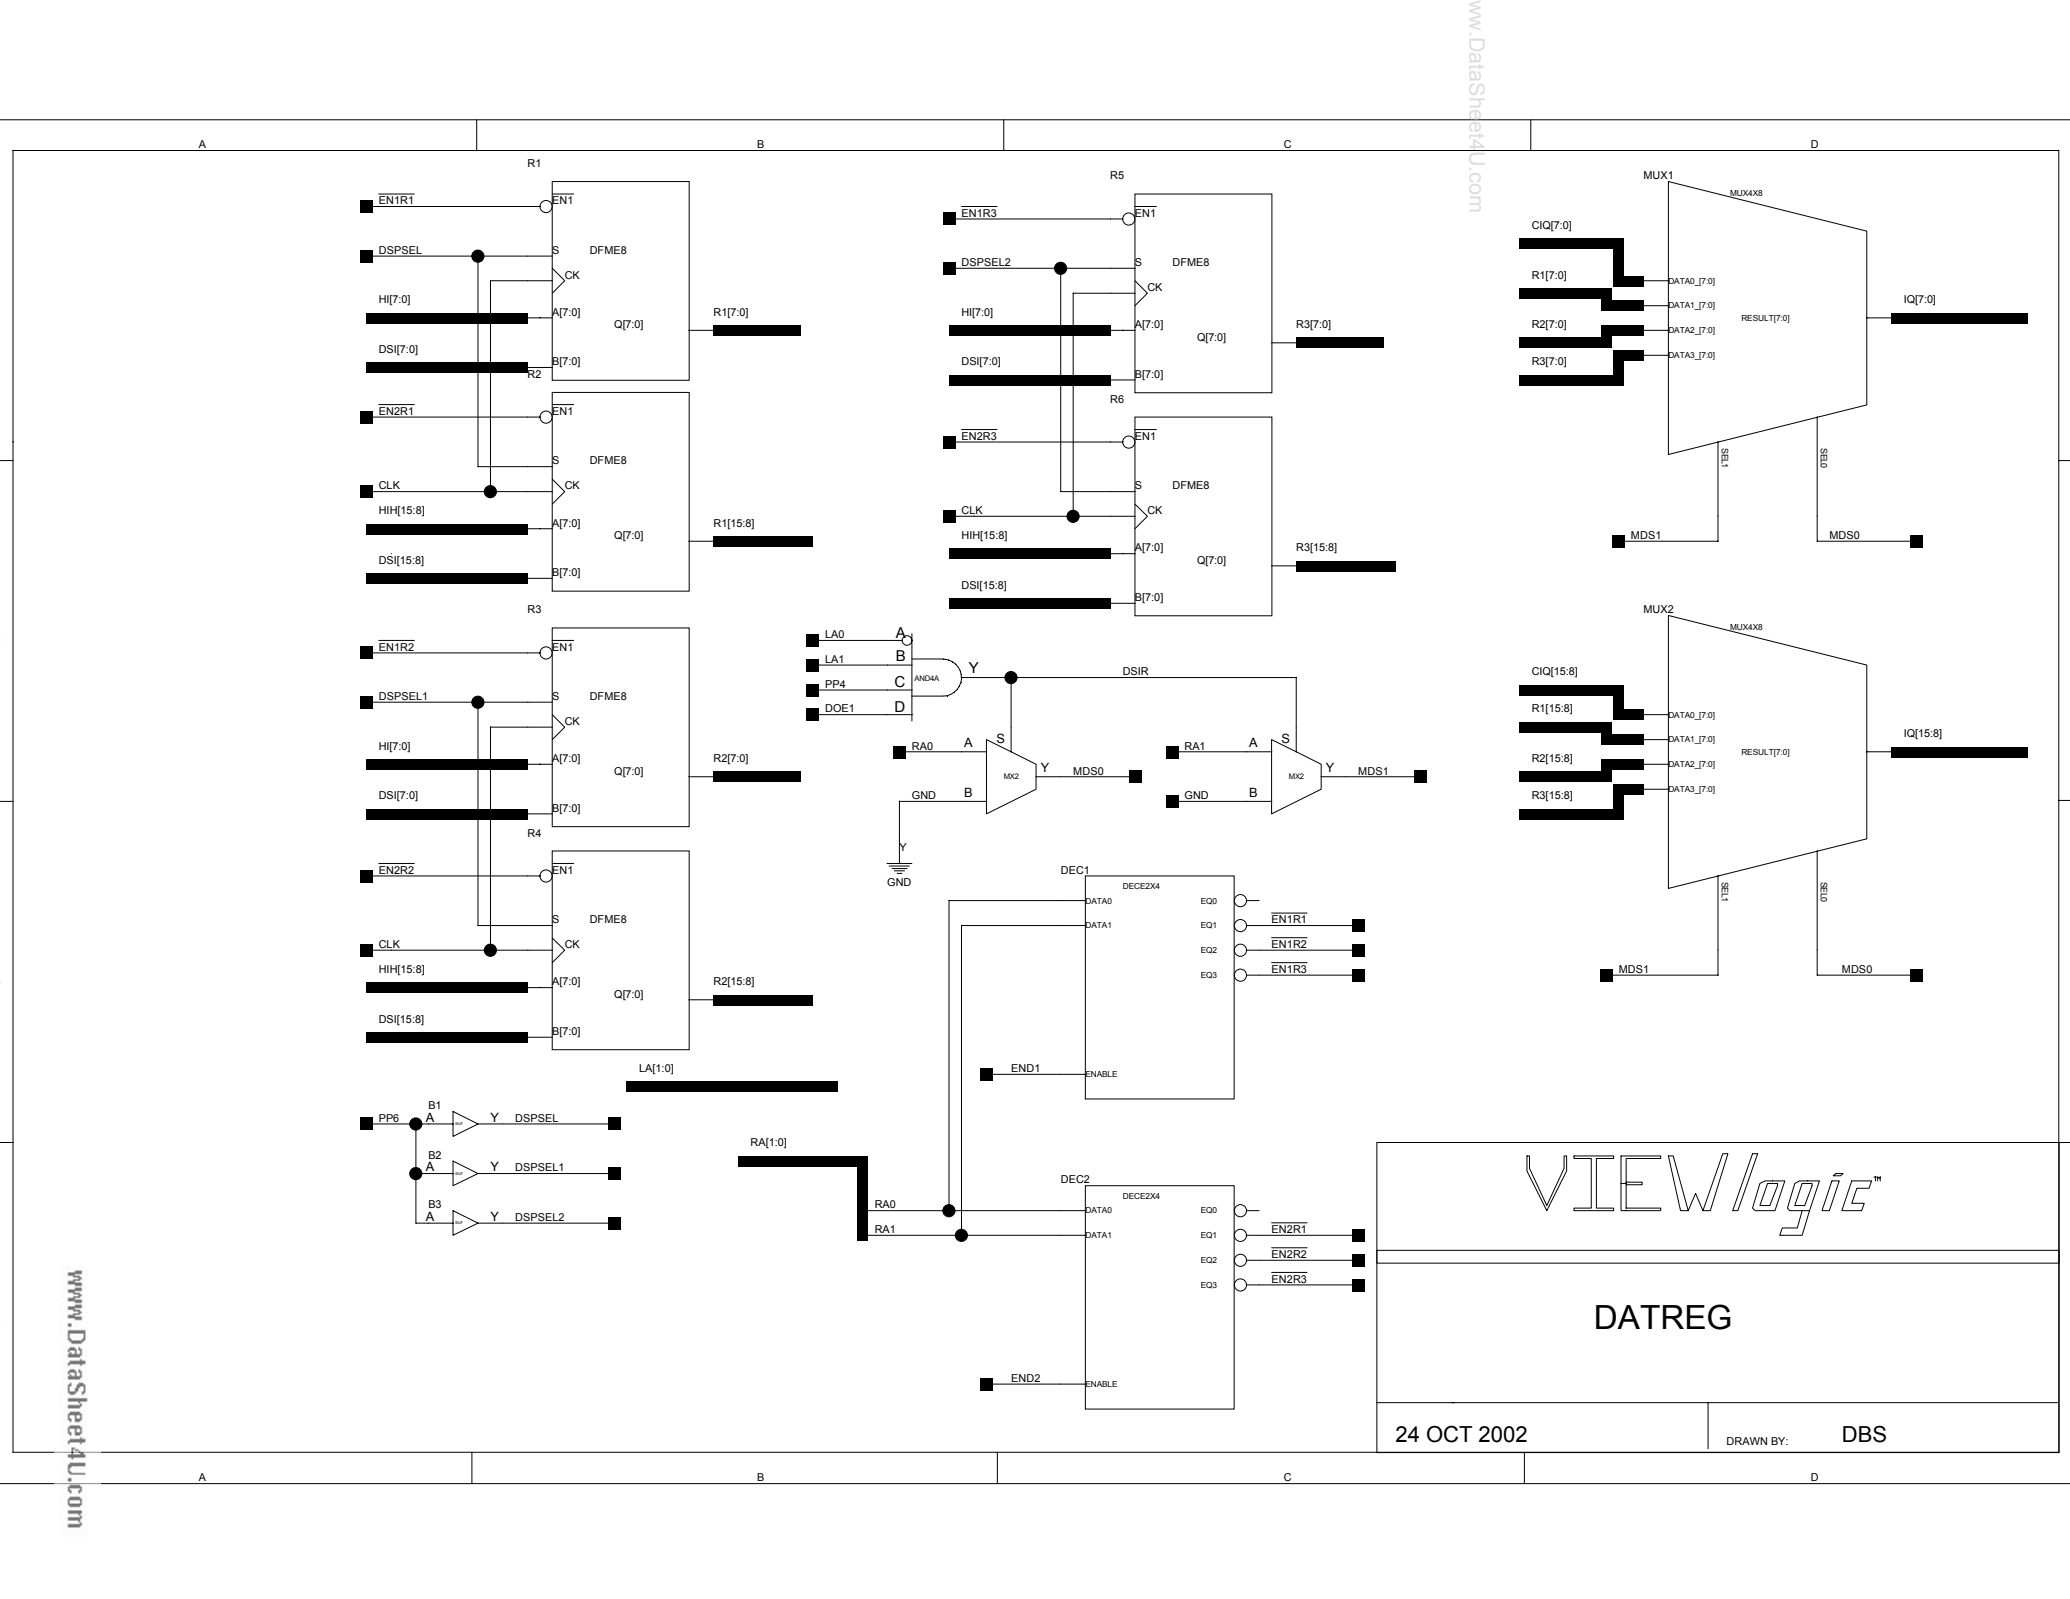 www.DataSheet4U.com
A B C D
R1
EN1R1
EN1
DSPSEL
S
DFME8
CK
HI[7:0]
A[7:0]
Q[7:0]
R1[7:0]
DSI[7:0]
B[7:0]
R2
EN2R1
EN1
S
DFME8
CLK
CK
HIH[15:8]
A[7:0]
Q[7:0]
R1[15:8]
DSI[15:8]
B[7:0]
R3
EN1R2
EN1
DSPSEL1
S
DFME8
CK
HI[7:0]
A[7:0]
Q[7:0]
R2[7:0]
DSI[7:0]
B[7:0]
R4
EN2R2
EN1
S
DFME8
CLK
CK
HIH[15:8]
A[7:0]
Q[7:0]
R2[15:8]
DSI[15:8]
B[7:0]
LA[1:0]
PP6
B1
A
BUF
Y
DSPSEL
B2
A
BUF
Y
DSPSEL1
B3
A
BUF
Y
DSPSEL2
R5
EN1R3
EN1
DSPSEL2
S
DFME8
CK
HI[7:0]
A[7:0]
Q[7:0]
R3[7:0]
DSI[7:0]
B[7:0]
R6
EN2R3
EN1
S
DFME8
CLK
CK
HIH[15:8]
A[7:0]
Q[7:0]
R3[15:8]
DSI[15:8]
B[7:0]
LA0
A
LA1
B
PP4
C
DOE1
D
AND4A
Y
DSIR
RA0
A
S
MX2
Y
MDS0
GND
B
Y
GND
RA1
A
S
MX2
Y
MDS1
GND
B
DEC1
DECE2X4
DATA0
DATA1
EQ0
EQ1
EN1R1
EQ2
EN1R2
EQ3
EN1R3
END1
ENABLE
RA[1:0]
RA0
RA1
DEC2
DECE2X4
DATA0
DATA1
EQ0
EQ1
EN2R1
EQ2
EN2R2
EQ3
EN2R3
END2
ENABLE
MUX1
MUX4X8
CIQ[7:0]
R1[7:0]
R2[7:0]
R3[7:0]
DATA0_[7:0]
DATA1_[7:0]
DATA2_[7:0]
DATA3_[7:0]
RESULT[7:0]
IQ[7:0]
SEL1
SEL0
MDS1
MDS0
MUX2
MUX4X8
CIQ[15:8]
R1[15:8]
R2[15:8]
R3[15:8]
DATA0_[7:0]
DATA1_[7:0]
DATA2_[7:0]
DATA3_[7:0]
RESULT[7:0]
IQ[15:8]
SEL1
SEL0
MDS1
MDS0
VIEWlogic™
DATREG
24 OCT 2002
DRAWN BY: DBS
A B C D
www.DataSheet4U.com